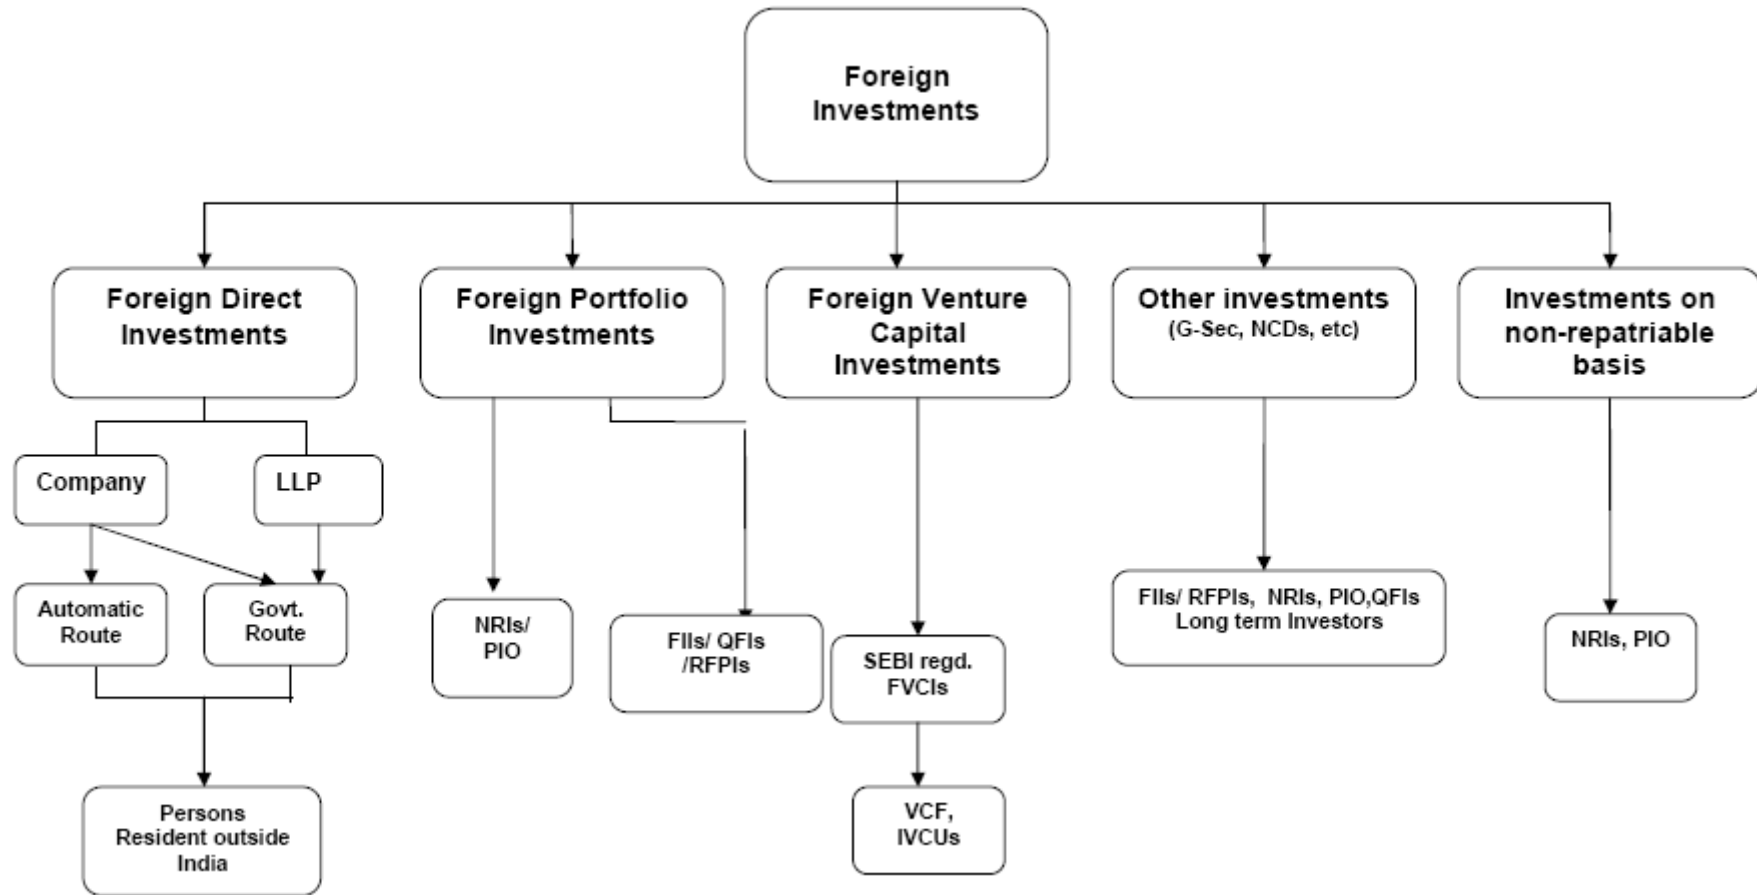 Foreign
Investments
Foreign Direct
Investments
Foreign Portfolio
Investments
Foreign Venture
Capital
Investments
Other investments
(G-Sec, NCDs, etc)
Investments on
non-repatriable
basis
Company
LLP
Automatic
Route
Govt.
Route
NRIs/
PIO
FIIs/ QFIs
/RFPIs
SEBI regd.
FVCIs
FIIs/ RFPIs, NRIs, PIO,QFIs
Long term Investors
NRIs, PIO
Persons
Resident outside
India
VCF,
IVCUs